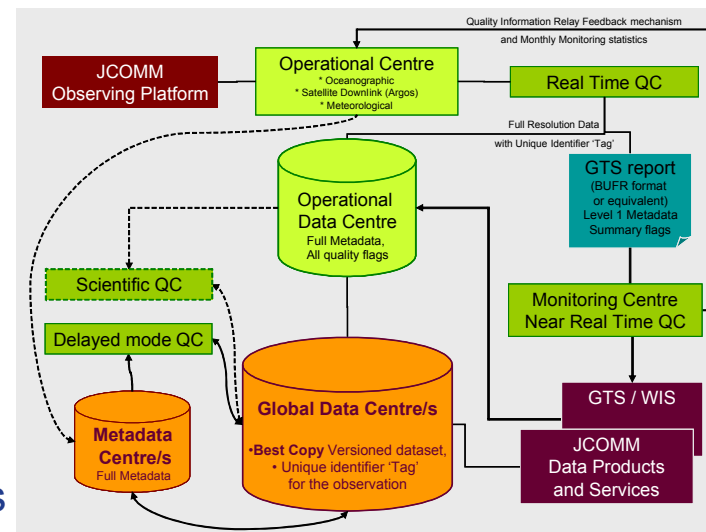 Quality Information Relay Feedback mechanism
and Monthly Monitoring statistics
JCOMM
Observing Platform
Operational Centre
* Oceanographic
* Satellite Downlink (Argos)
* Meteorological
Real Time QC
Full Resolution Data
with Unique Identifier 'Tag'
GTS report
(BUFR format
or equivalent)
Level 1 Metadata
Summary flags
Operational
Data Centre
Full Metadata,
All quality flags
Scientific QC
Monitoring Centre
Near Real Time QC
Delayed mode QC
Global Data Centre/s
•Best Copy Versioned dataset,
• Unique identifier 'Tag'
for the observation
GTS / WIS
Metadata
Centre/s
Full Metadata
JCOMM
Data Products
and Services
s